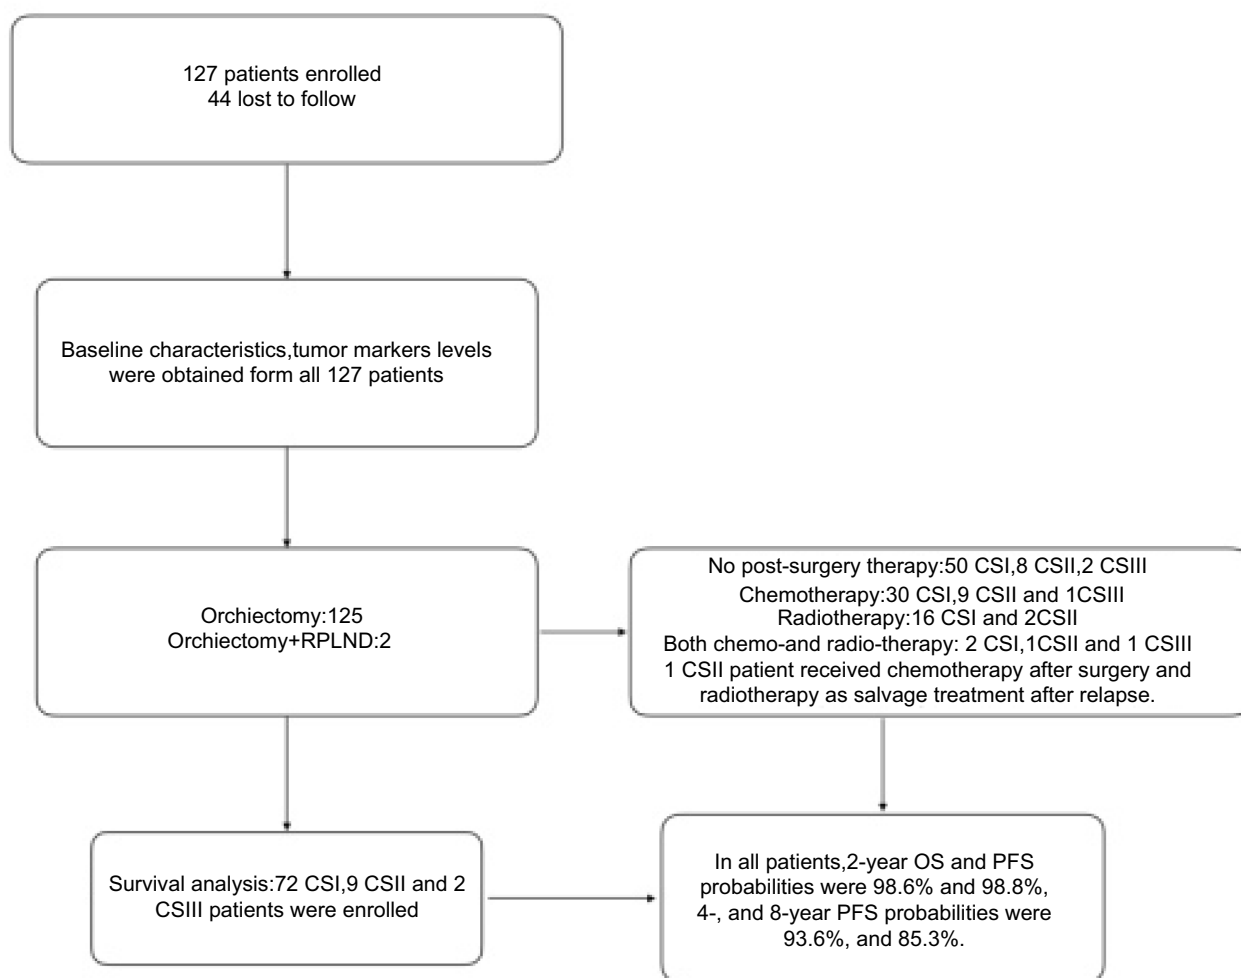 127 patients enrolled
44 lost to follow
Baseline characteristics,tumor markers levels
were obtained form all 127 patients
Orchiectomy:125
Orchiectomy+RPLND:2
No post-surgery therapy:50 CSI,8 CSII,2 CSIII
Chemotherapy:30 CSI,9 CSII and 1CSIII
Radiotherapy:16 CSI and 2CSII
Both chemo-and radio-therapy: 2 CSI,1CSII and 1 CSIII
1 CSII patient received chemotherapy after surgery and
radiotherapy as salvage treatment after relapse.
Survival analysis:72 CSI,9 CSII and 2
CSIII patients were enrolled
In all patients,2-year OS and PFS
probabilities were 98.6% and 98.8%,
4-, and 8-year PFS probabilities were
93.6%, and 85.3%.